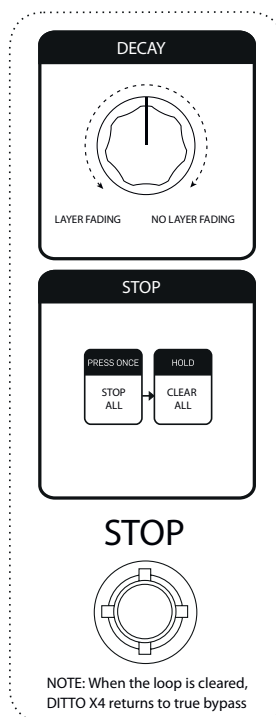 DECAY
LAYER FADING NO LAYER FADING
STOP
PRESS ONCE HOLD
STOP CLEAR
ALL ALL
STOP
NOTE: When the loop is cleared,
DITTO X4 returns to true bypass